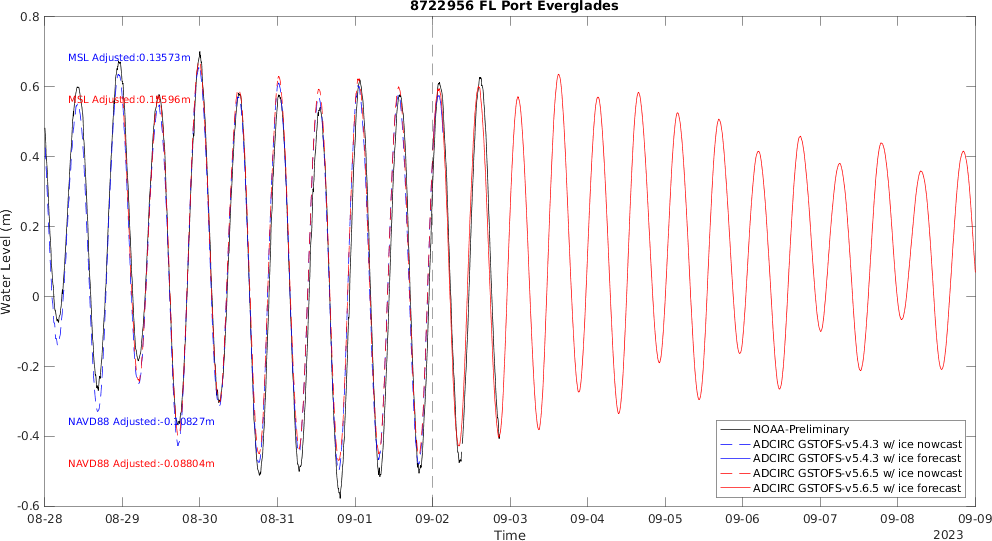 8722956 FL Port Everglades
0.8
0.6
0.4
0.2
0
-0.2
-0.4
-0.6
Water Level (m)
MSL Adjusted:0.13573m
MSL
NAVD88 Adjusted:-0.10827m
NAVD88 Adjusted:-0.08804m
NOAA-Preliminary
ADCIRC GSTOFS-v5.4.3 w/ ice nowcast
ADCIRC GSTOFS-v5.4.3 w/ ice forecast
ADCIRC GSTOFS-v5.6.5 w/ ice nowcast
ADCIRC GSTOFS-v5.6.5 w/ ice forecast
08-28 08-29 08-30 08-31 09-01 09-02 09-03 09-04 09-05 09-06 09-07 09-08 09-09
Time
2023